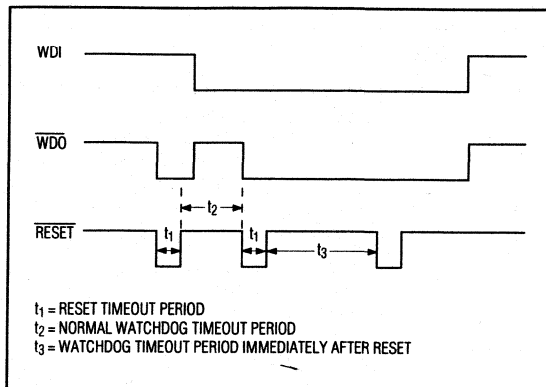 WDI
WDO
t2
RESET
t1
t1
t3
t1 = RESET TIMEOUT PERIOD
t2 = NORMAL WATCHDOG TIMEOUT PERIOD
t3 = WATCHDOG TIMEOUT PERIOD IMMEDIATELY AFTER RESET